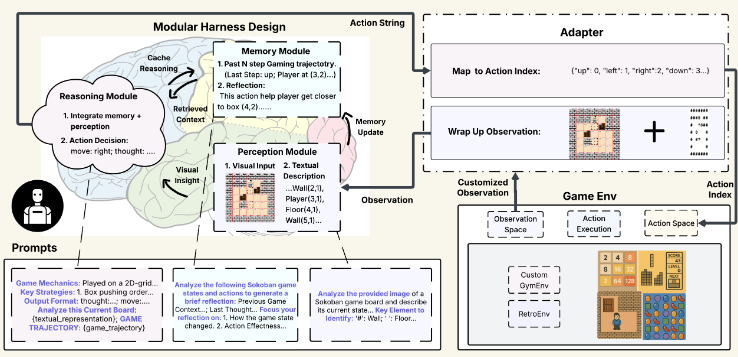 Modular Harness Design
Action String
Adapter
Map to Action Index:
{"up": 0, "left": 1, "right":2, "down": 3...}
Wrap Up Observation:
Cache
Reasoning
Retrieved
Context
Memory Module
1. Past N step Gaming trajectotry.
(Last Step: up; Player at (3,2)...)
2. Reflection:
This action help player get closer
to box (4,2)......
Reasoning Module
1. Integrate memory +
perception
2. Action Decision:
move: right; thought: ....
Memory
Update
Visual
Insight
Perception Module
1. Visual Input
2. Textual
Description
...Wall(2,1),
Player(3,1),
Floor(4,1),
Wall(5,1)...
Observation
Customized
Observation
Action
Index
Game Env
Observation
Space
Action
Execution
Action Space
Custom
GymEnv
RetroEnv
2 4 8
8 16 32
2 64 128
SCORE
LEVEL
NEXT
Prompts
Game Mechanics: Played on a 2D-grid...
Key Strategies: 1. Box pushing order...
Output Format: thought:...; move:....
Analyze this Current Board:
{textual_representation}; GAME
TRAJECTORY: {game_trajectory}
Analyze the following Sokoban game
states and actions to generate a
brief reflection: Previous Game
Context...; Last Thought... Focus your
reflection on: 1. How the game state
changed. 2. Action Effectness...
Analyze the provided image of a
Sokoban game board and describe
its current state... Key Element to
Identify: '#': Wal; ' ': Floor...